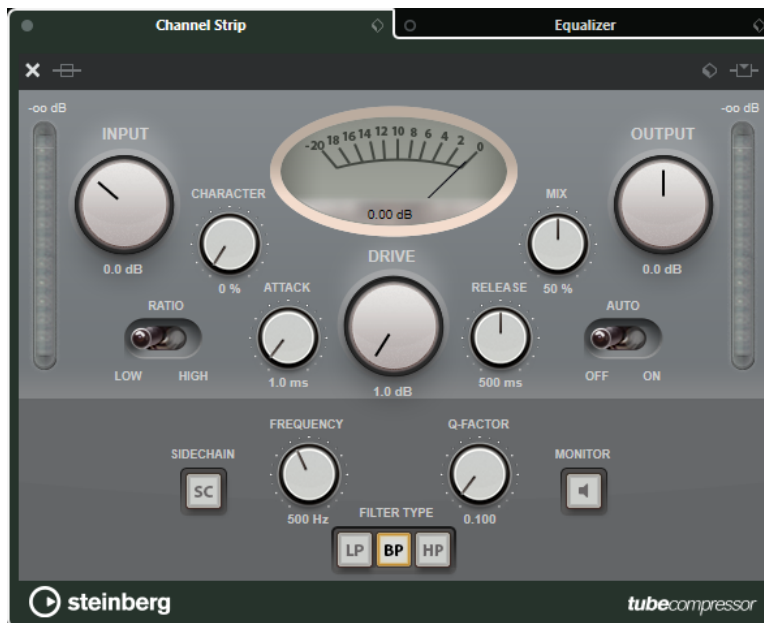 Channel Strip
Equalizer
-oo dB
-oo dB
INPUT
OUTPUT
-20 18 16 14 12 10 8 6 4 2 0
0.00 dB
CHARACTER
MIX
0.0 dB
0.0 dB
0 %
50 %
DRIVE
ATTACK
RELEASE
RATIO
AUTO
LOW HIGH
1.0 ms
1.0 dB
500 ms
OFF ON
FREQUENCY
Q-FACTOR
SIDECHAIN
MONITOR
SC
500 Hz
FILTER TYPE
0.100
LP BP HP
steinberg
tubecompressor